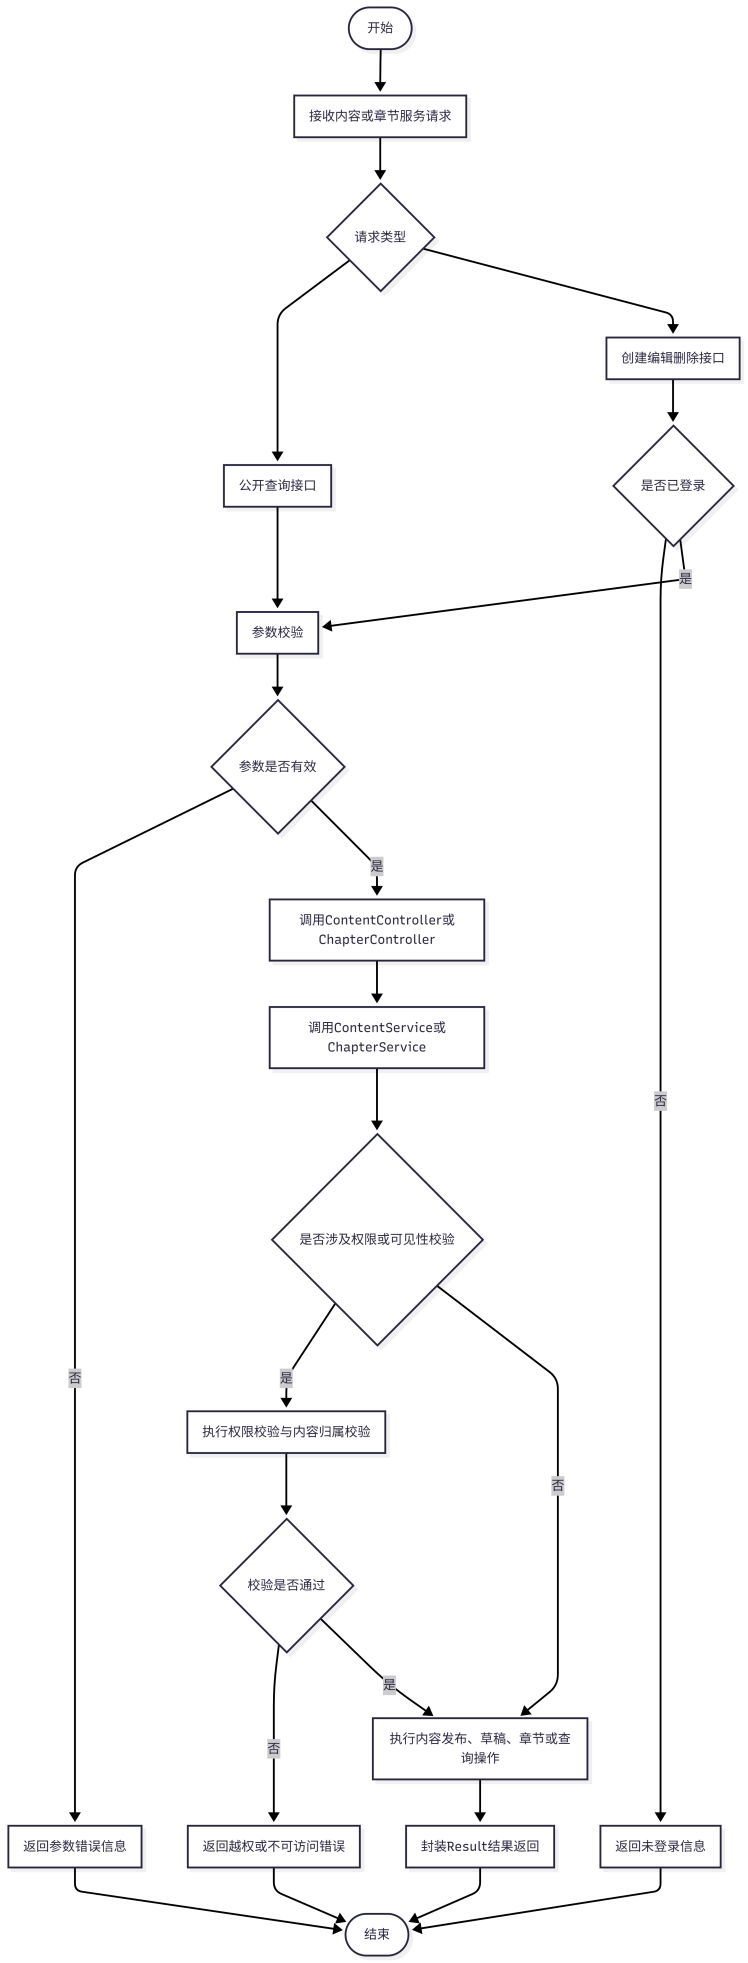 开始
接收内容或章节服务请求
请求类型
创建编辑删除接口
公开查询接口
是否已登录
是
参数校验
参数是否有效
是
调用ContentController或
ChapterController
调用ContentService或
ChapterService
否
是否涉及权限或可见性校验
否
是
执行权限校验与内容归属校验
否
校验是否通过
是
否
执行内容发布、草稿、章节或查
询操作
返回参数错误信息
返回越权或不可访问错误
封装Result结果返回
返回未登录信息
结束